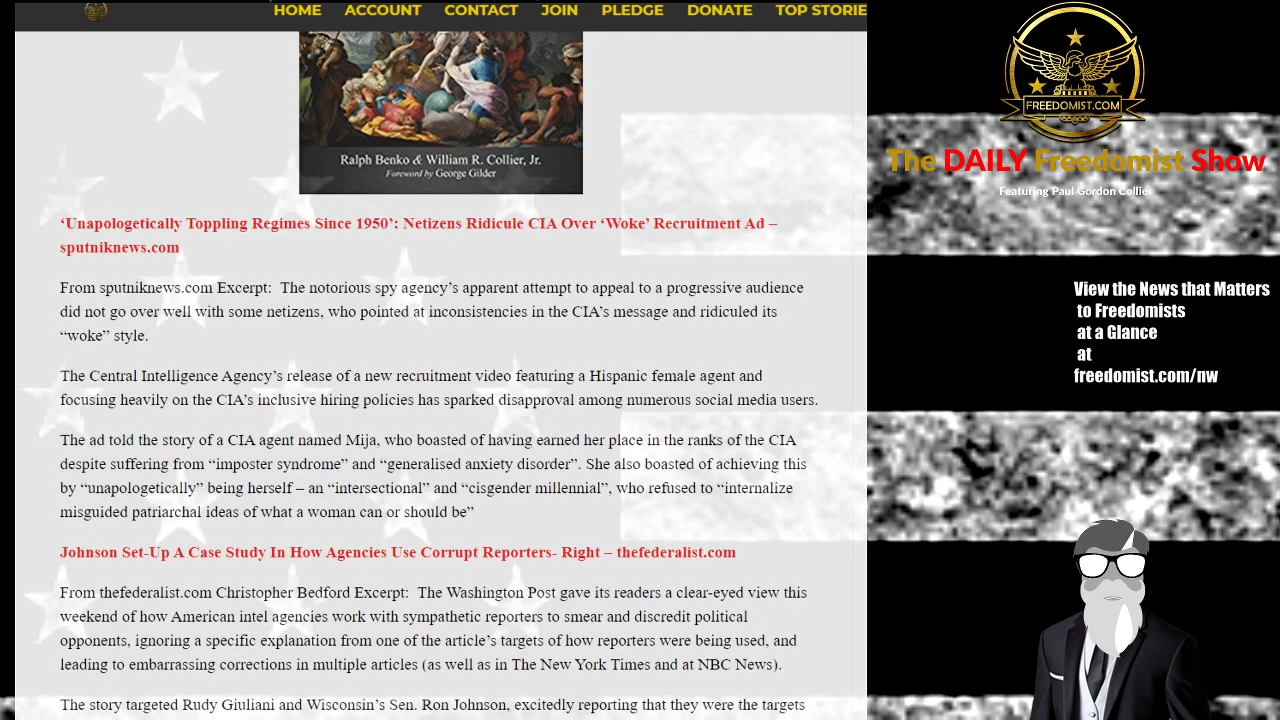 HOME ACCOUNT CONTACT JOIN PLEDGE DONATE TOP STORIE
Ralph Benko & William R. Collier, Jr.
Foreword by George Gilder
‘Unapologetically Toppling Regimes Since 1950’: Netizens Ridicule CIA Over ‘Woke’ Recruitment Ad –
sputniknews.com
From sputniknews.com Excerpt:  The notorious spy agency’s apparent attempt to appeal to a progressive audience
did not go over well with some netizens, who pointed at inconsistencies in the CIA’s message and ridiculed its
“woke” style.
The Central Intelligence Agency’s release of a new recruitment video featuring a Hispanic female agent and
focusing heavily on the CIA’s inclusive hiring policies has sparked disapproval among numerous social media users.
The ad told the story of a CIA agent named Mija, who boasted of having earned her place in the ranks of the CIA
despite suffering from “imposter syndrome” and “generalised anxiety disorder”. She also boasted of achieving this
by “unapologetically” being herself – an “intersectional” and “cisgender millennial”, who refused to “internalize
misguided patriarchal ideas of what a woman can or should be”
Johnson Set-Up A Case Study In How Agencies Use Corrupt Reporters- Right – thefederalist.com
From thefederalist.com Christopher Bedford Excerpt:  The Washington Post gave its readers a clear-eyed view this
weekend of how American intel agencies work with sympathetic reporters to smear and discredit political
opponents, ignoring a specific explanation from one of the article’s targets of how reporters were being used, and
leading to embarrassing corrections in multiple articles (as well as in The New York Times and at NBC News).
The story targeted Rudy Giuliani and Wisconsin’s Sen. Ron Johnson, excitedly reporting that they were the targets
FREEDOMIST.COM
The DAILY Freedomist Show
Featuring Paul Gordon Collie
View the News that Matters
to Freedomists
at a Glance
at
freedomist.com/nw